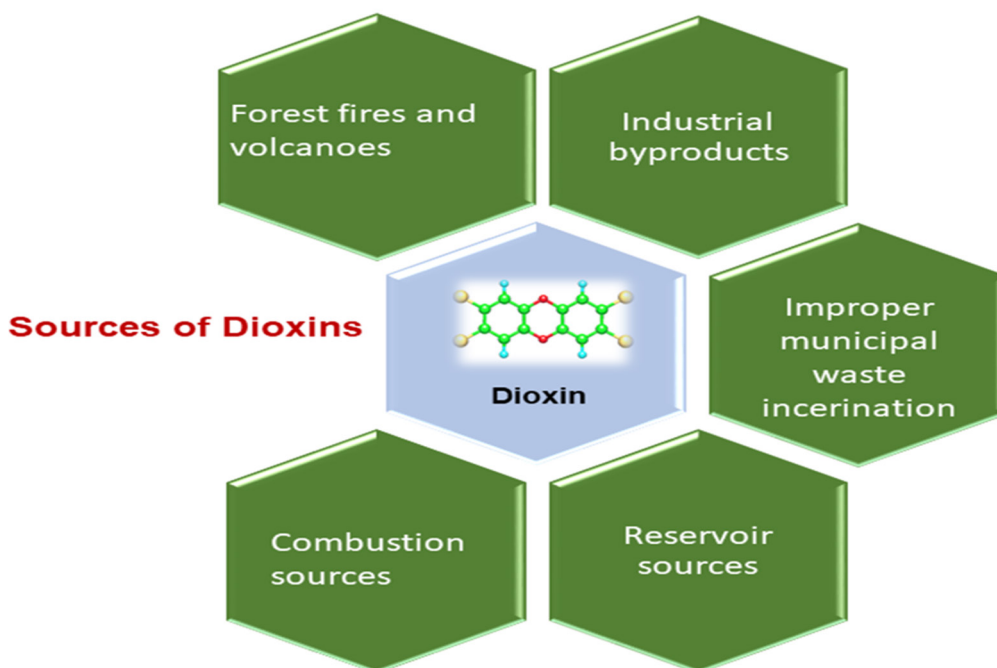 Forest fires and
volcanoes
Industrial
byproducts
Sources of Dioxins
Dioxin
Improper
municipal
waste
incerination
Combustion
sources
Reservoir
sources